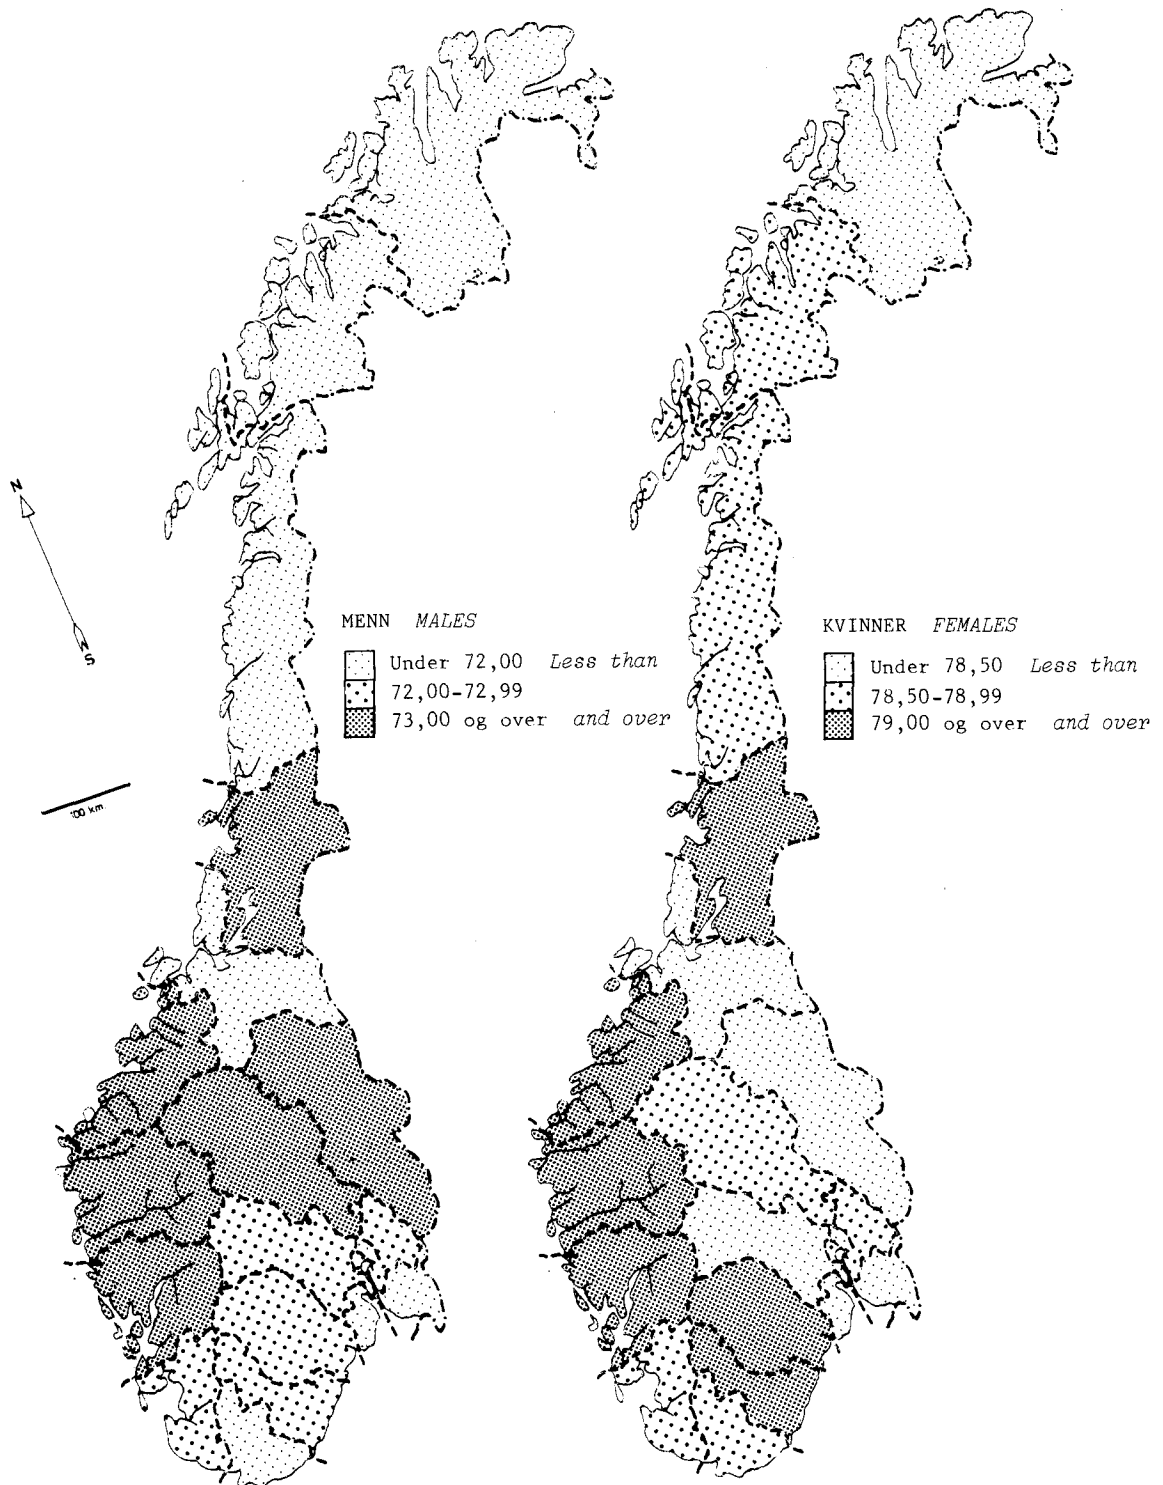 N
S
100 km
MENN MALES
Under 72,00 Less than
72,00-72,99
73,00 og over and over
KVINNER FEMALES
Under 78,50 Less than
78,50-78,99
79,00 og over and over